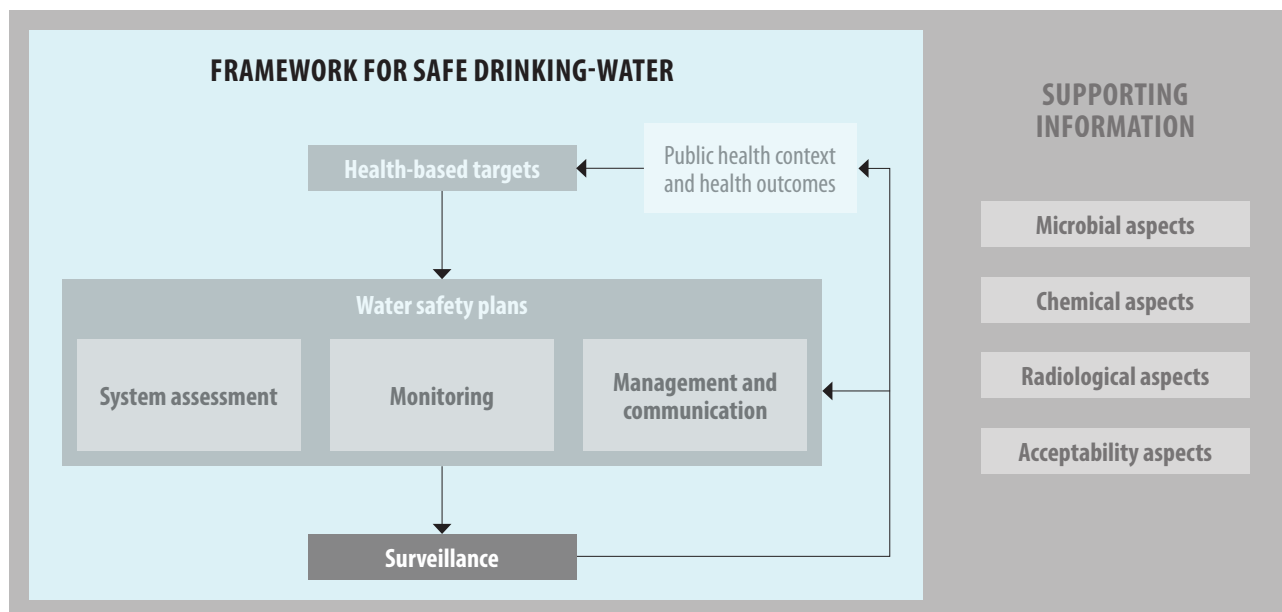 FRAMEWORK FOR SAFE DRINKING-WATER
Health-based targets
Public health context
and health outcomes
Water safety plans
System assessment
Monitoring
Management and
communication
Surveillance
SUPPORTING
INFORMATION
Microbial aspects
Chemical aspects
Radiological aspects
Acceptability aspects